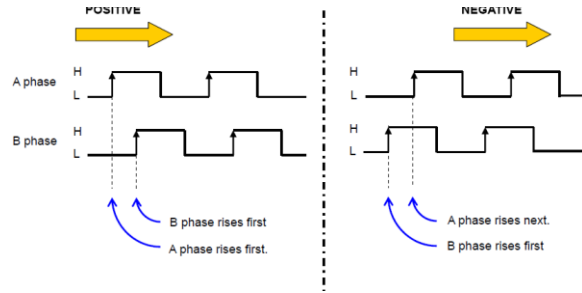 POSITIVE
NEGATIVE
A phase
H
L
B phase
H
L
B phase rises first
A phase rises first.
H
L
H
L
A phase rises next.
B phase rises first